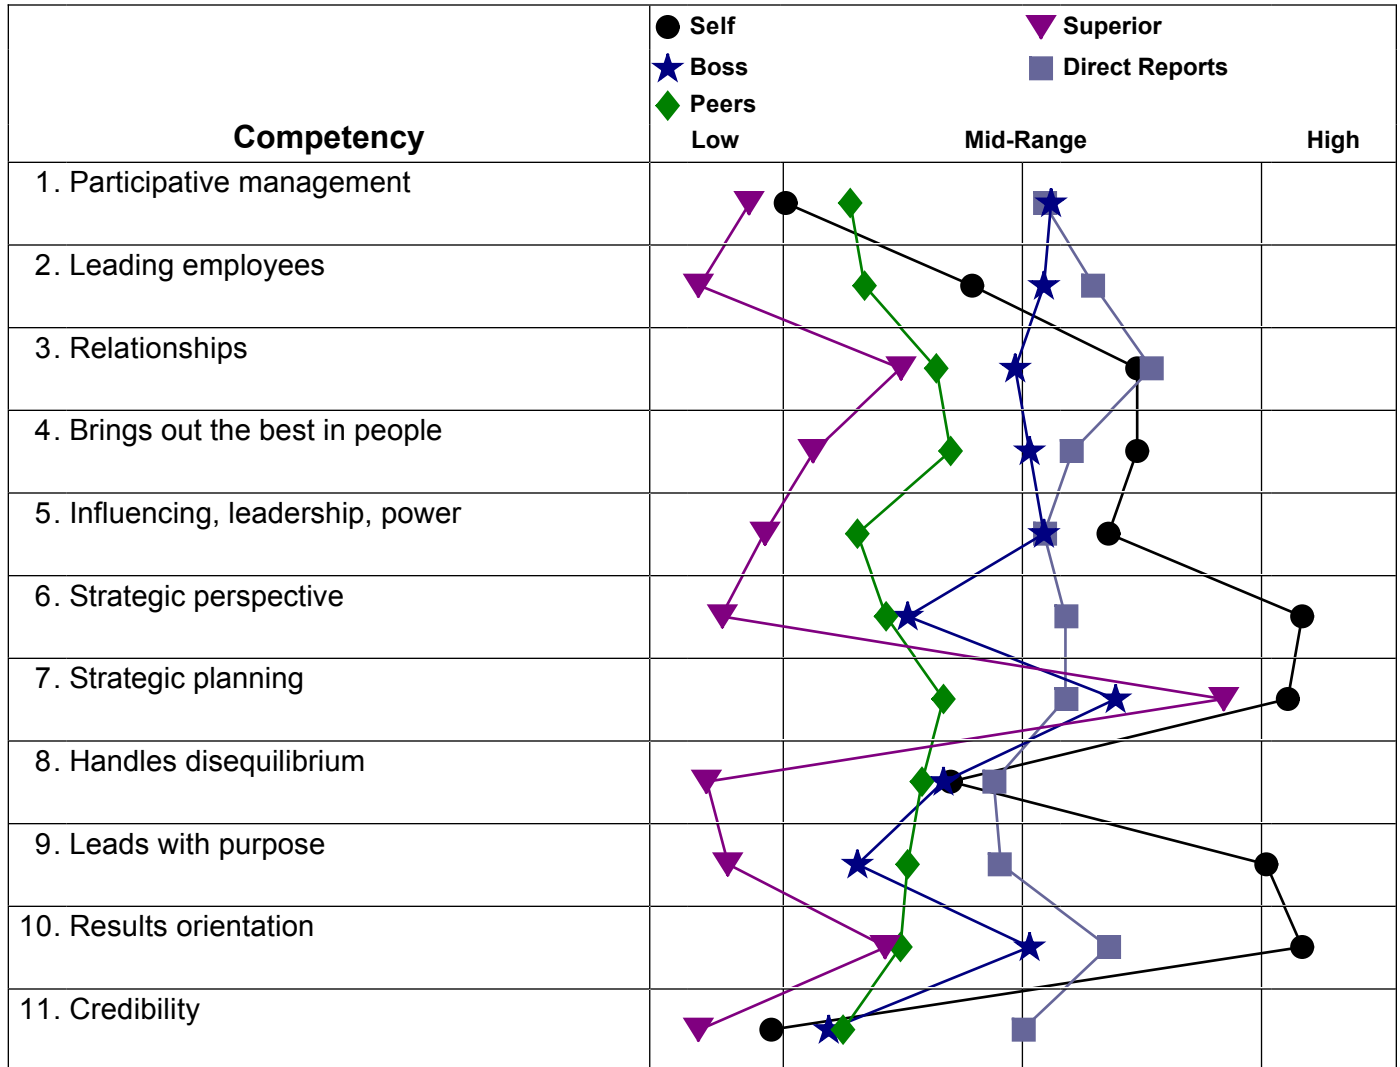 Self
Superior
Boss
Direct Reports
Peers
Competency
Low
Mid-Range
High
1. Participative management
2. Leading employees
3. Relationships
4. Brings out the best in people
5. Influencing, leadership, power
6. Strategic perspective
7. Strategic planning
8. Handles disequilibrium
9. Leads with purpose
10. Results orientation
11. Credibility